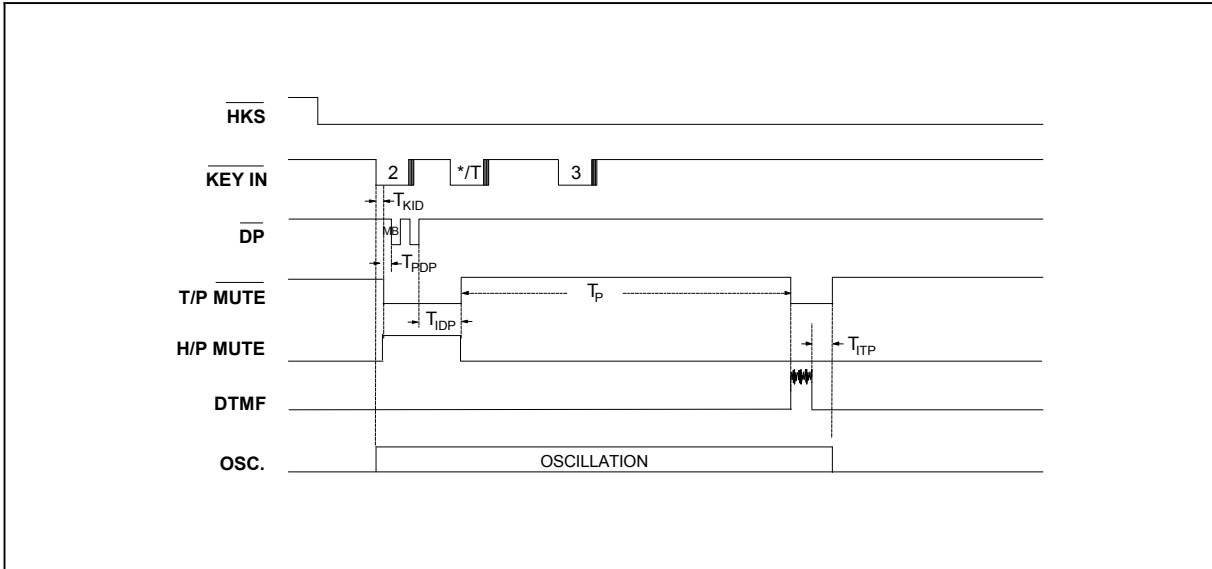 HKS
KEY IN
2
*/T
3
TKID
DP
MB
TPDP
T/P MUTE
TP
TIDP
H/P MUTE
TITP
DTMF
OSC.
OSCILLATION